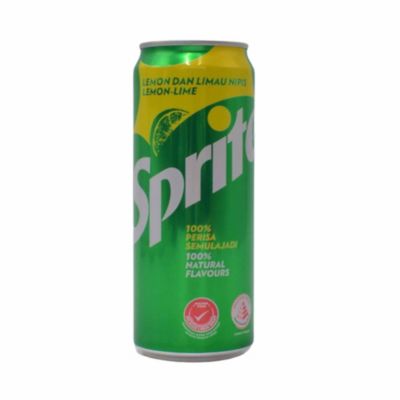 LEMON DAN LIMAU NIPIS
LEMON-LIME
Sprite
100%
PERISA
SEMULAJADI
100%
NATURAL
FLAVOURS